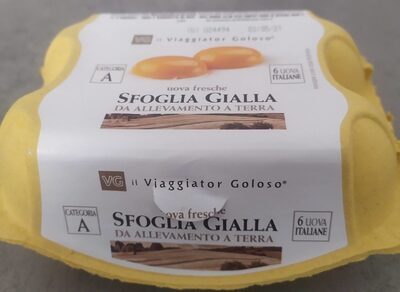 VG il Viaggiator Goloso®
CATEGORIA
A
6 UOVA
ITALIANE
uova fresche
SFOGLIA GIALLA
DA ALLEVAMENTO A TERRA
VG il Viaggiator Goloso®
CATEGORIA
A
uova fresche
SFOGLIA GIALLA
DA ALLEVAMENTO A TERRA
6 UOVA
ITALIANE